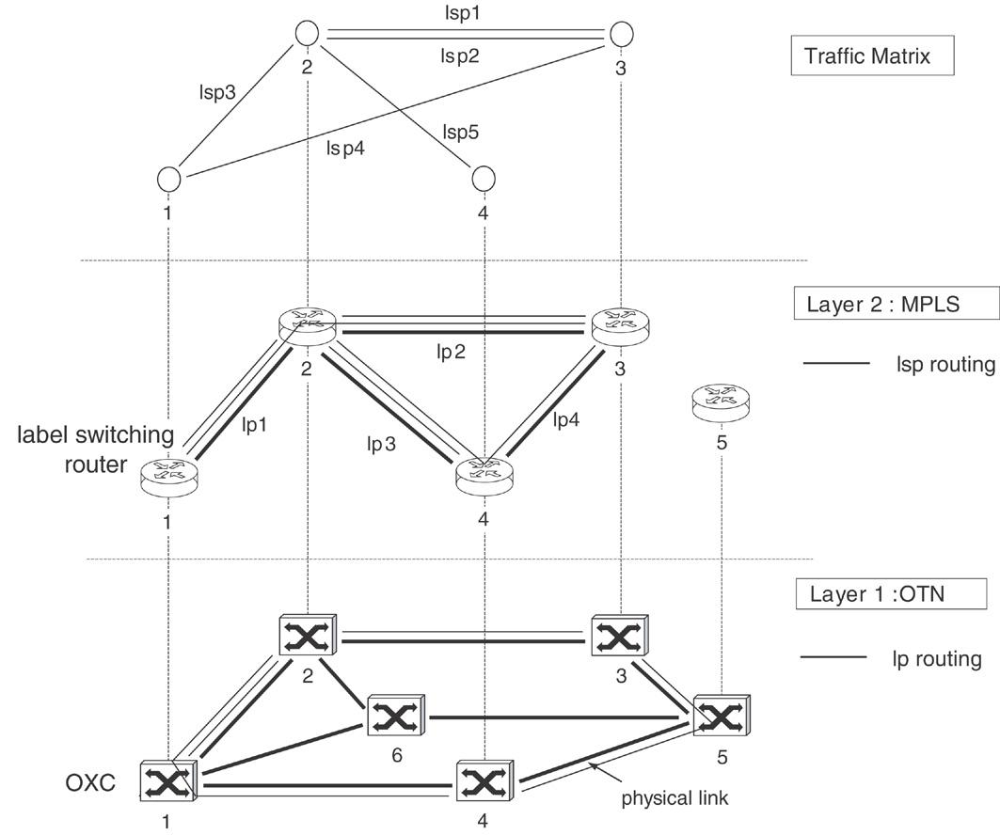 lsp1
Traffic Matrix
lsp2
2
3
lsp3
lsp5
lsp4
1
4
Layer 2 : MPLS
lp2
lsp routing
2
3
lp1
lp3
lp4
label switching
router
5
1
4
Layer 1 :OTN
lp routing
2
3
6
5
OXC
physical link
1
4